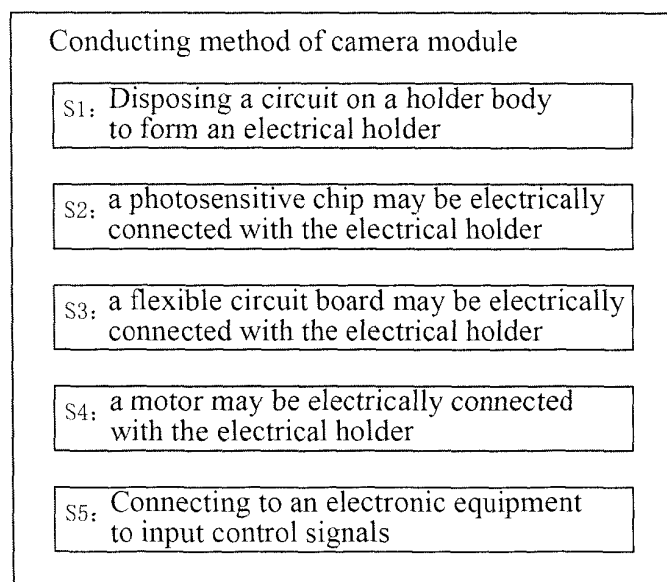 Conducting method of camera module
S1: Disposing a circuit on a holder body
to form an electrical holder
S2: a photosensitive chip may be electrically
connected with the electrical holder
S3: a flexible circuit board may be electrically
connected with the electrical holder
S4: a motor may be electrically connected
with the electrical holder
S5: Connecting to an electronic equipment
to input control signals